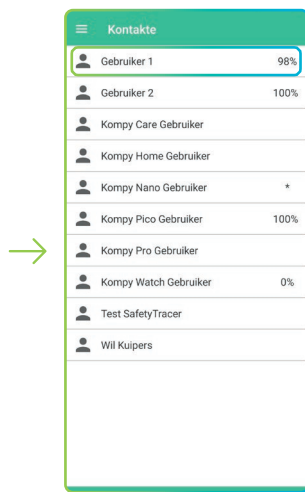 Kontakte
Gebruiker 1 98%
Gebruiker 2 100%
Kompy Care Gebruiker
Kompy Home Gebruiker
Kompy Nano Gebruiker *
Kompy Pico Gebruiker 100%
Kompy Pro Gebruiker
Kompy Watch Gebruiker 0%
Test SafetyTracer
Wil Kuipers